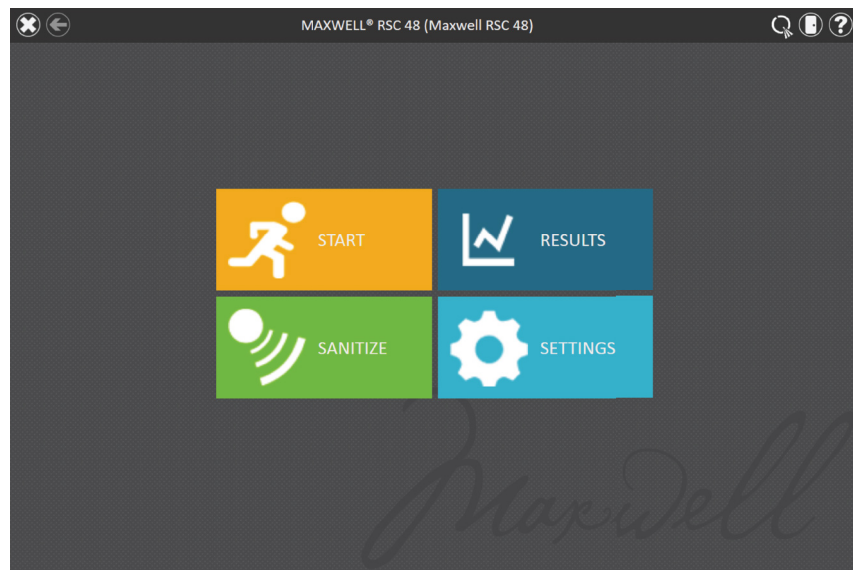 MAXWELL® RSC 48 (Maxwell RSC 48)
START
RESULTS
SANITIZE
SETTINGS
Maxwell